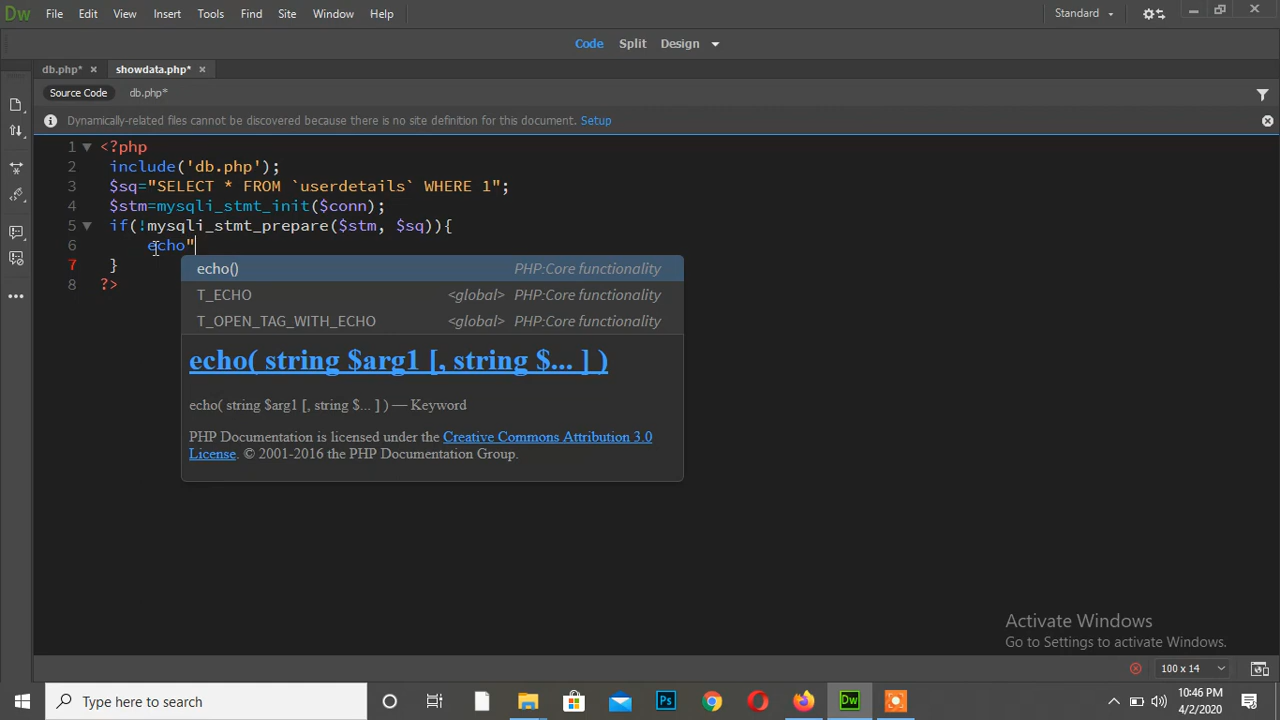 Dw File Edit View Insert Tools Find Site Window Help Standard
Code Split Design
db.php* showdata.php*
Source Code db.php*
Dynamically-related files cannot be discovered because there is no site definition for this document. Setup
1 <?php
2 include('db.php');
3 $sq="SELECT * FROM `userdetails` WHERE 1";
4 $stm=mysqli_stmt_init($conn);
5 if(!mysqli_stmt_prepare($stm, $sq)){
6 echo"
7 }
8 ?>
echo() PHP:Core functionality
T_ECHO <global> PHP:Core functionality
T_OPEN_TAG_WITH_ECHO <global> PHP:Core functionality
echo( string $arg1 [, string $... ] )
echo( string $arg1 [, string $... ] ) — Keyword
PHP Documentation is licensed under the Creative Commons Attribution 3.0
License. © 2001-2016 the PHP Documentation Group.
Activate Windows
Go to Settings to activate Windows.
100 x 14
Type here to search
Ps
Dw
10:46 PM
4/2/2020